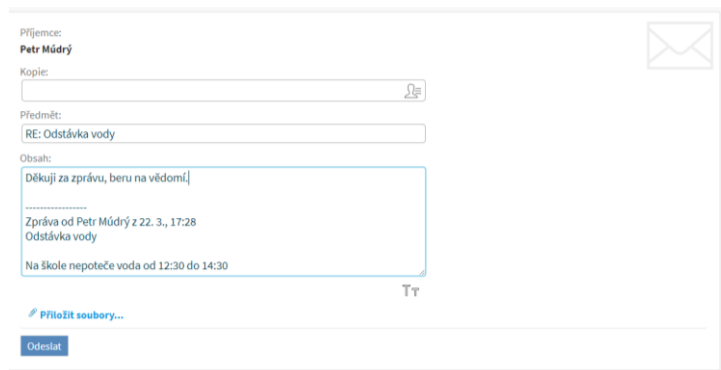 Příjemce:
Petr Múdrý
Kopie:
Předmět:
RE: Odstávka vody
Obsah:
Děkuji za zprávu, beru na vědomí.
-----------------
Zpráva od Petr Múdrý z 22. 3., 17:28
Odstávka vody
Na škole nepoteče voda od 12:30 do 14:30
TT
Přiložit soubory...
Odeslat